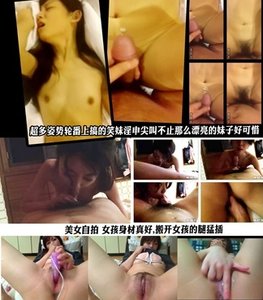 超多姿势轮番上搞的笑妹淫申尖叫不止那么漂亮的妹子好可惜
美女自拍 女孩身材真好,搬开女孩的腿猛插